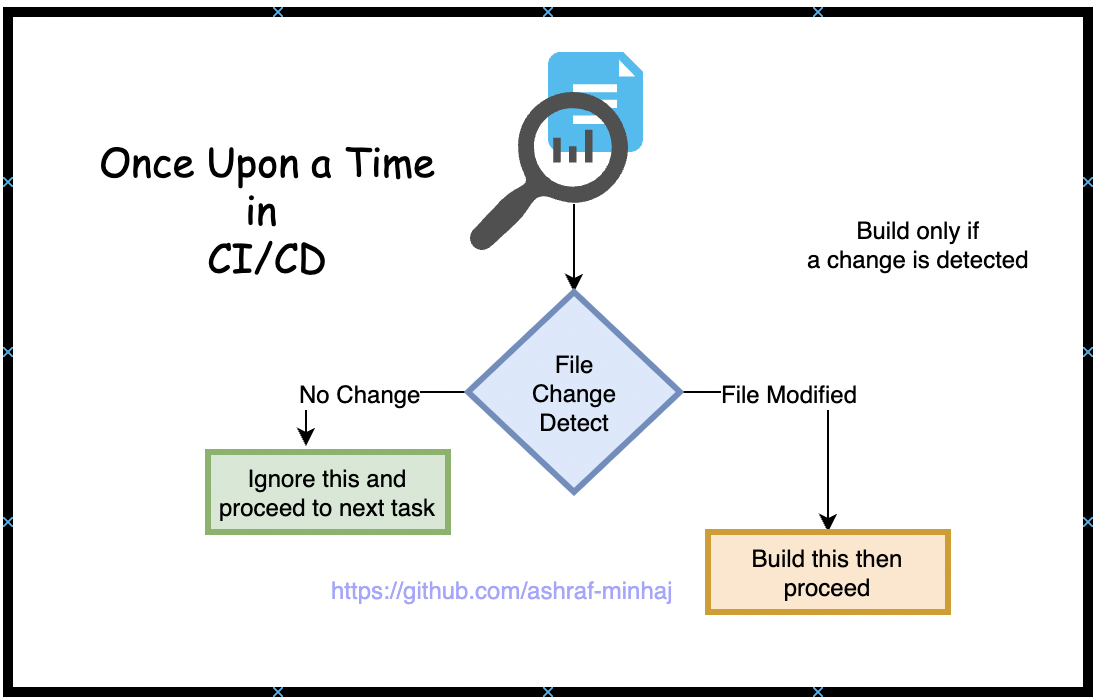 Once Upon a Time
in
CI/CD
Build only if
a change is detected
File
Change
Detect
No Change
File Modified
Ignore this and
proceed to next task
Build this then
proceed
https://github.com/ashraf-minhaj